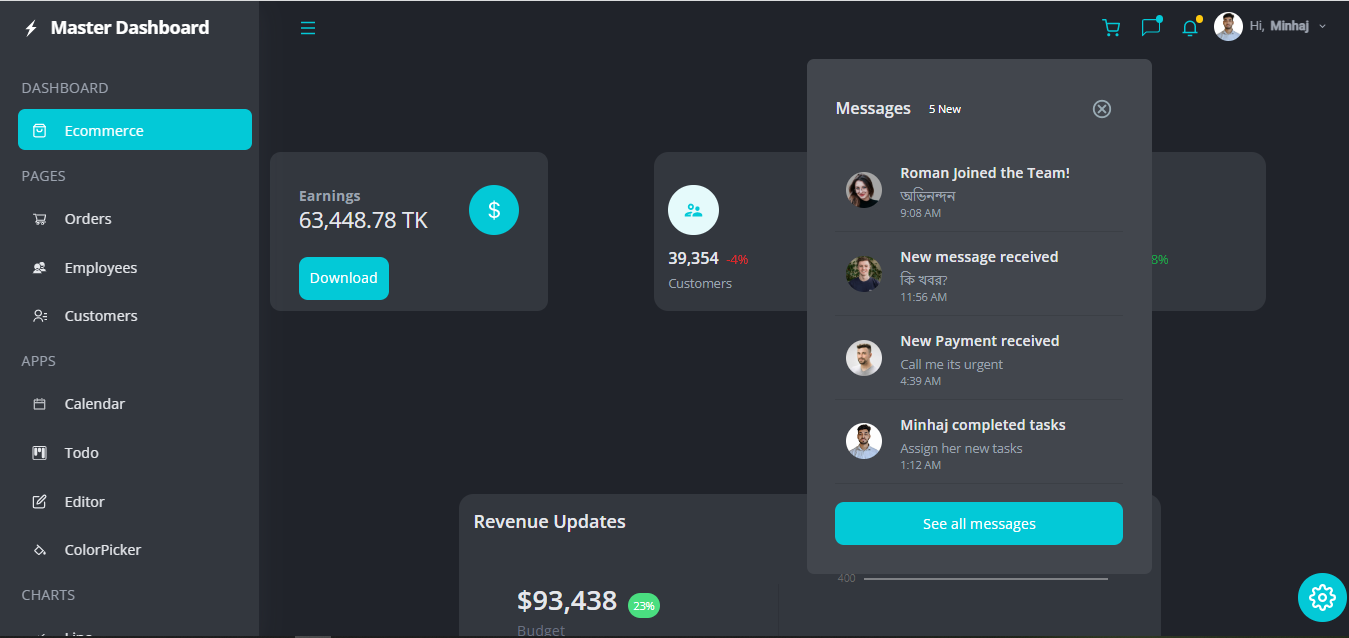 Master Dashboard
Hi, Minhaj
DASHBOARD
Ecommerce
PAGES
Orders
Employees
Customers
APPS
Calendar
Todo
Editor
ColorPicker
CHARTS
Earnings
63,448.78 TK
$
Download
39,354 -4%
Customers
8%
Messages 5 New
Roman Joined the Team!
অভিনন্দন
9:08 AM
New message received
কি খবর?
11:56 AM
New Payment received
Call me its urgent
4:39 AM
Minhaj completed tasks
Assign her new tasks
1:12 AM
See all messages
Revenue Updates
$93,438 23%
Budget
400